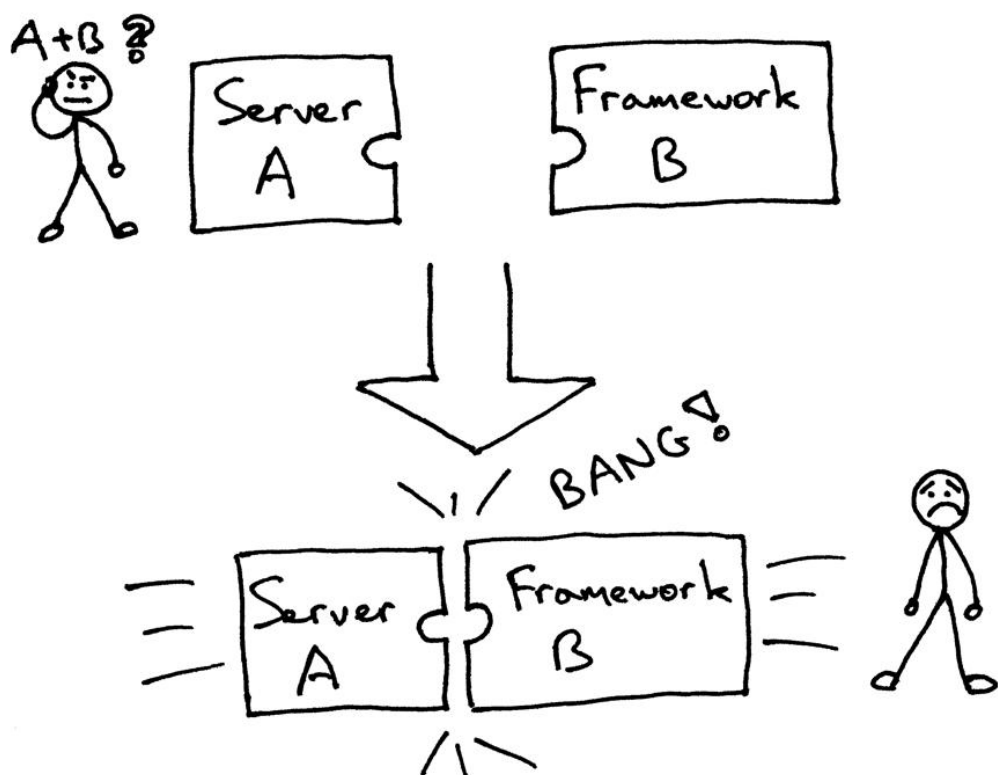 A+B?
Server
A
Framework
B
BANG!
Server
A
Framework
B